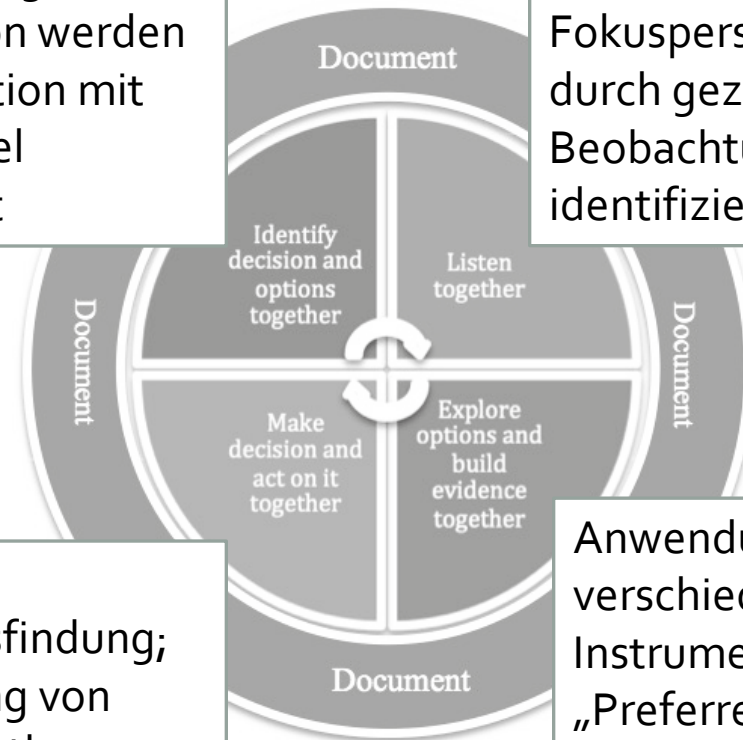 on werden
tion mit
el
t
Document
Fokuspers
durch gez
Beobachtu
identifizie
Identify
decision and
options
together
Listen
together
Document
Document
Make
decision and
act on it
together
Explore
options and
build
evidence
together
sfindung;
g von
Document
Anwendu
verschied
Instrume
„Preferre